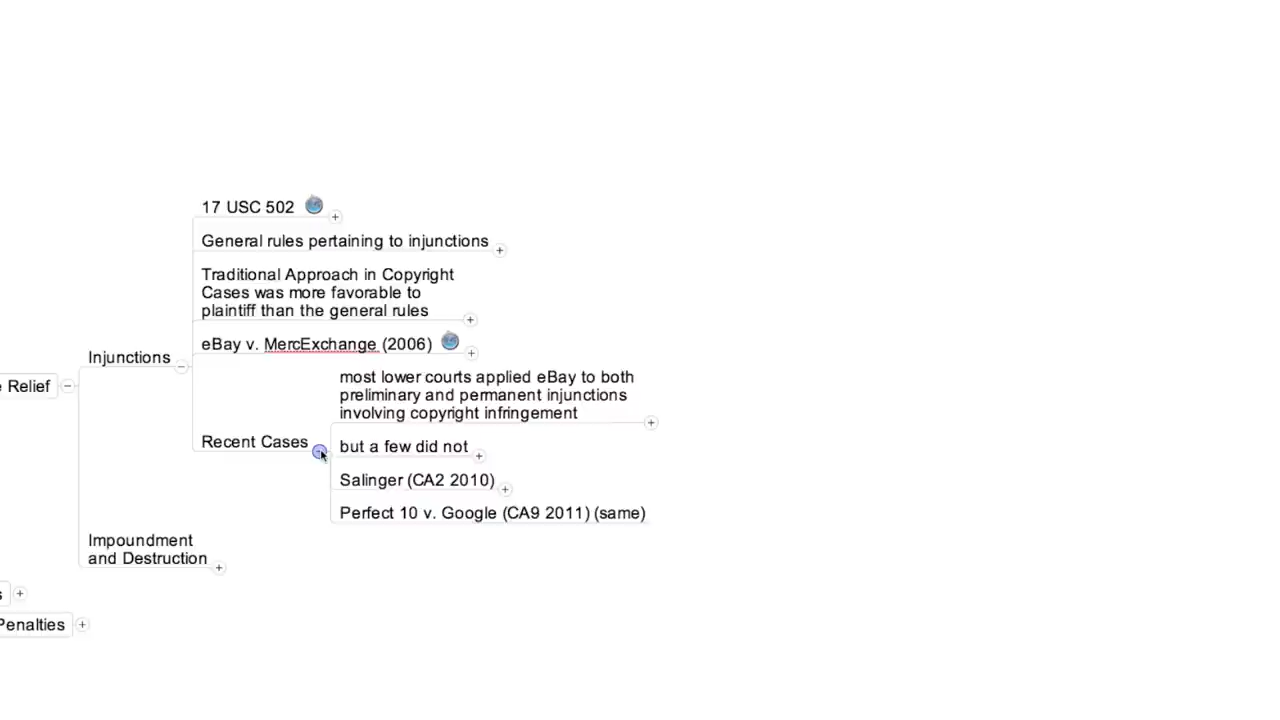 17 USC 502
General rules pertaining to injunctions
Traditional Approach in Copyright
Cases was more favorable to
plaintiff than the general rules
eBay v. MercExchange (2006)
Injunctions
e Relief
most lower courts applied eBay to both
preliminary and permanent injunctions
involving copyright infringement
Recent Cases
but a few did not
Salinger (CA2 2010)
Perfect 10 v. Google (CA9 2011) (same)
Impoundment
and Destruction
s
Penalties